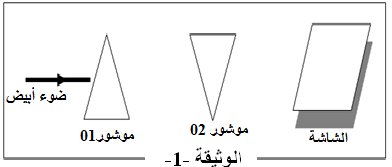 ضوء أبيض
موشور01
موشور 02
الشاشة
الوثيقة -1-